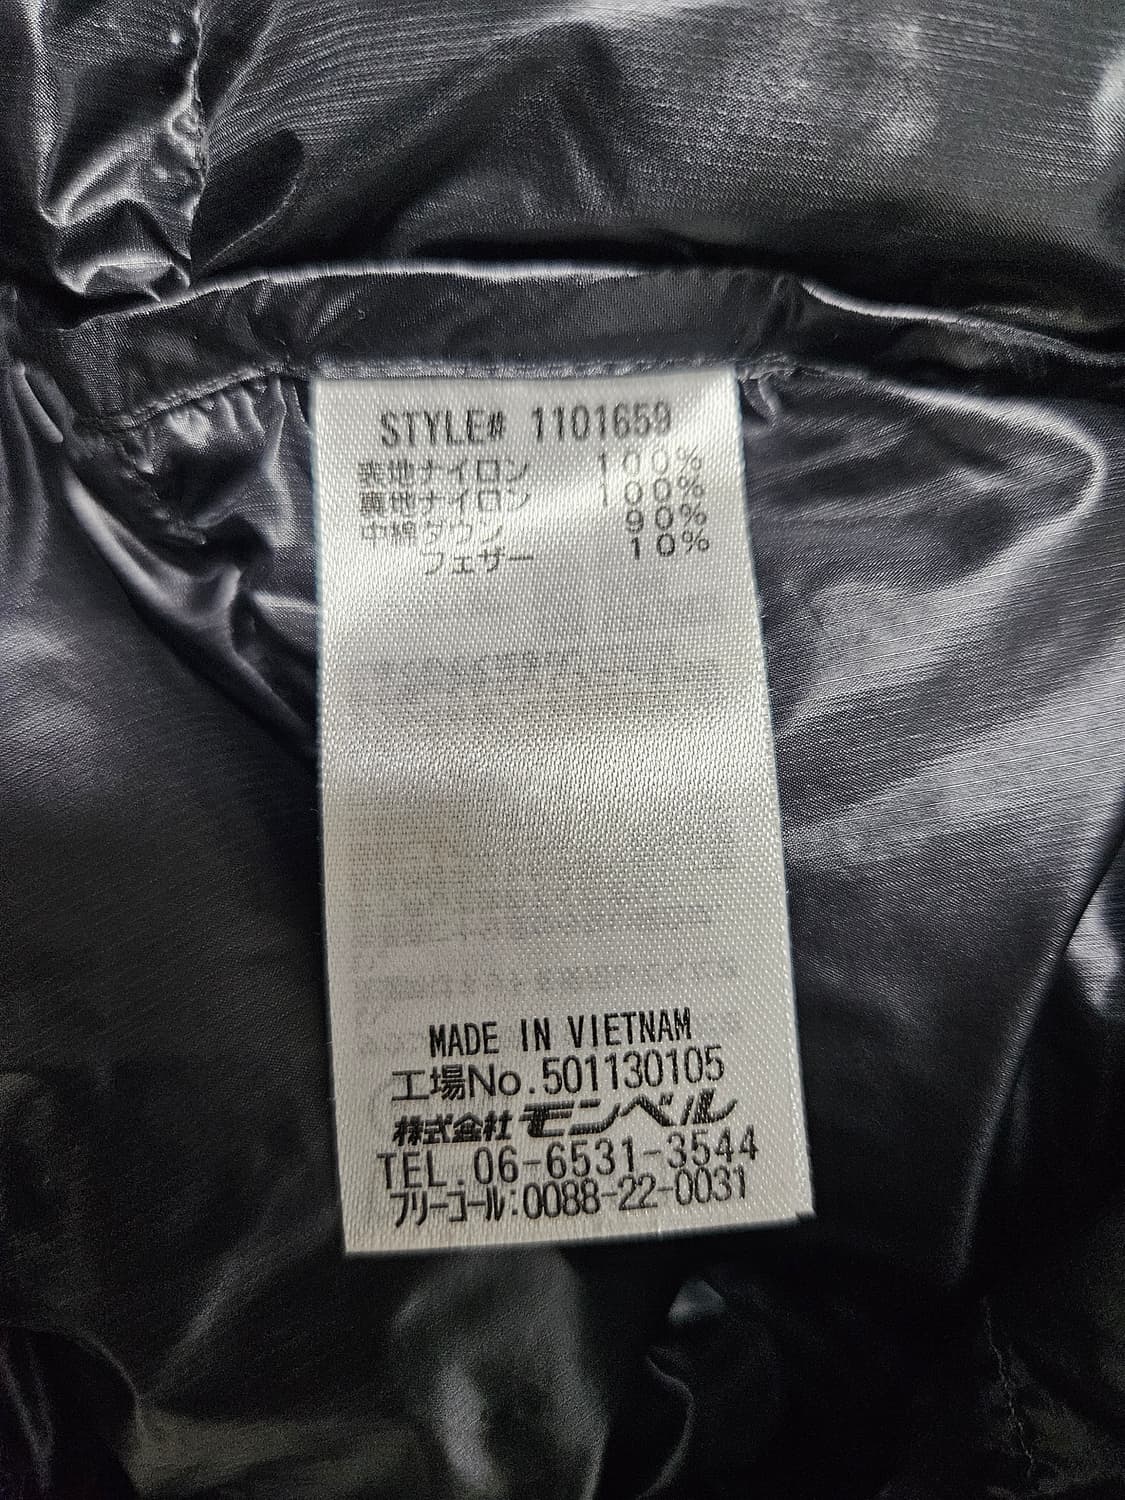 STYLE# 1101659
表地ナイロン 100%
裏地ナイロン 100%
中綿ダウン 90%
フェザー 10%
MADE IN VIETNAM
工場No.501130105
株式会社モンベル
TEL.06-6531-3544
フリーコール:0088-22-0031